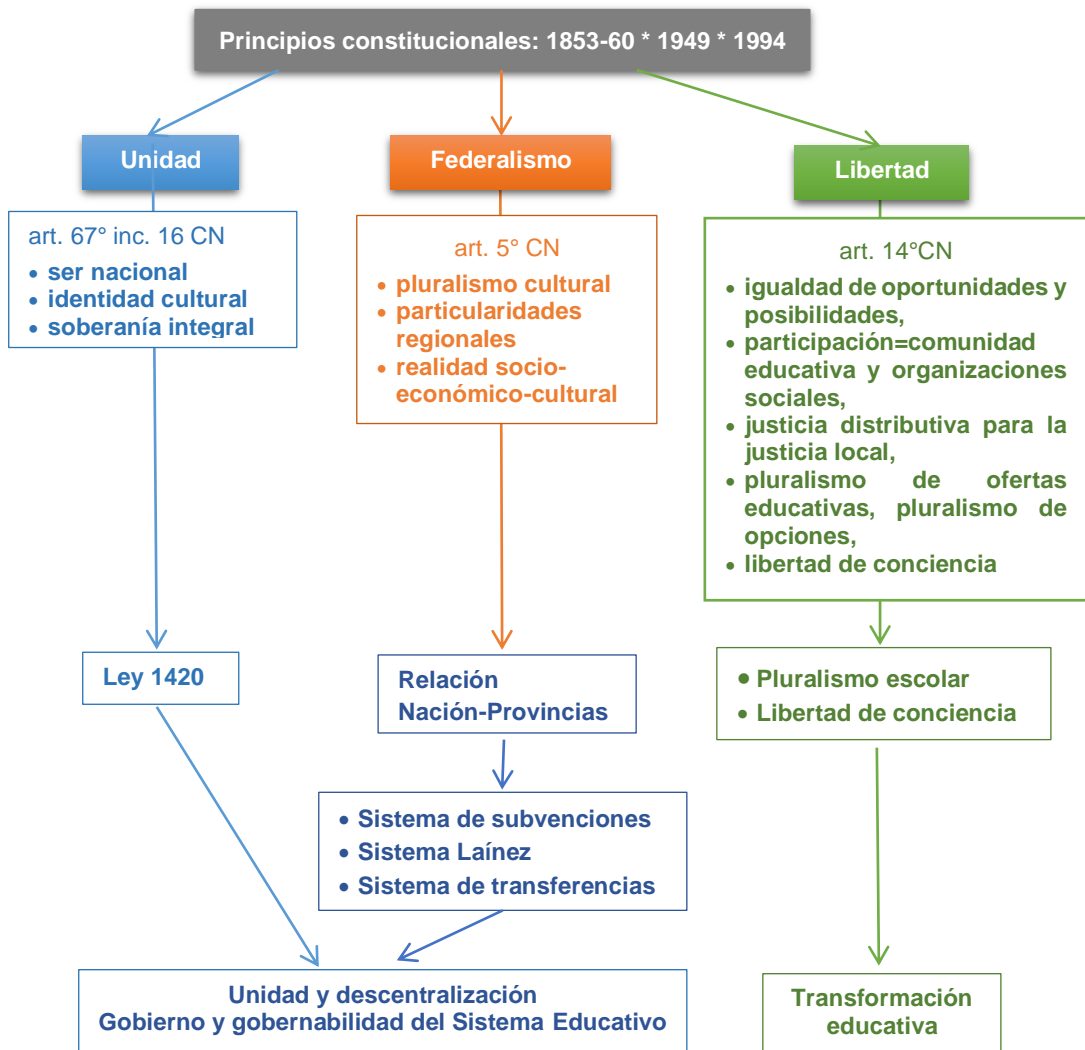 Principios constitucionales: 1853-60 * 1949 * 1994
Unidad
Federalismo
Libertad
art. 67° inc. 16 CN
• ser nacional
• identidad cultural
• soberanía integral
art. 5° CN
• pluralismo cultural
• particularidades
regionales
• realidad socio-
económico-cultural
art. 14°CN
• igualdad de oportunidades y
posibilidades,
• participación=comunidad
educativa y organizaciones
sociales,
• justicia distributiva para la
justicia local,
• pluralismo de ofertas
educativas, pluralismo de
opciones,
• libertad de conciencia
Ley 1420
Relación
Nación-Provincias
• Pluralismo escolar
• Libertad de conciencia
• Sistema de subvenciones
• Sistema Laínez
• Sistema de transferencias
Unidad y descentralización
Gobierno y gobernabilidad del Sistema Educativo
Transformación
educativa